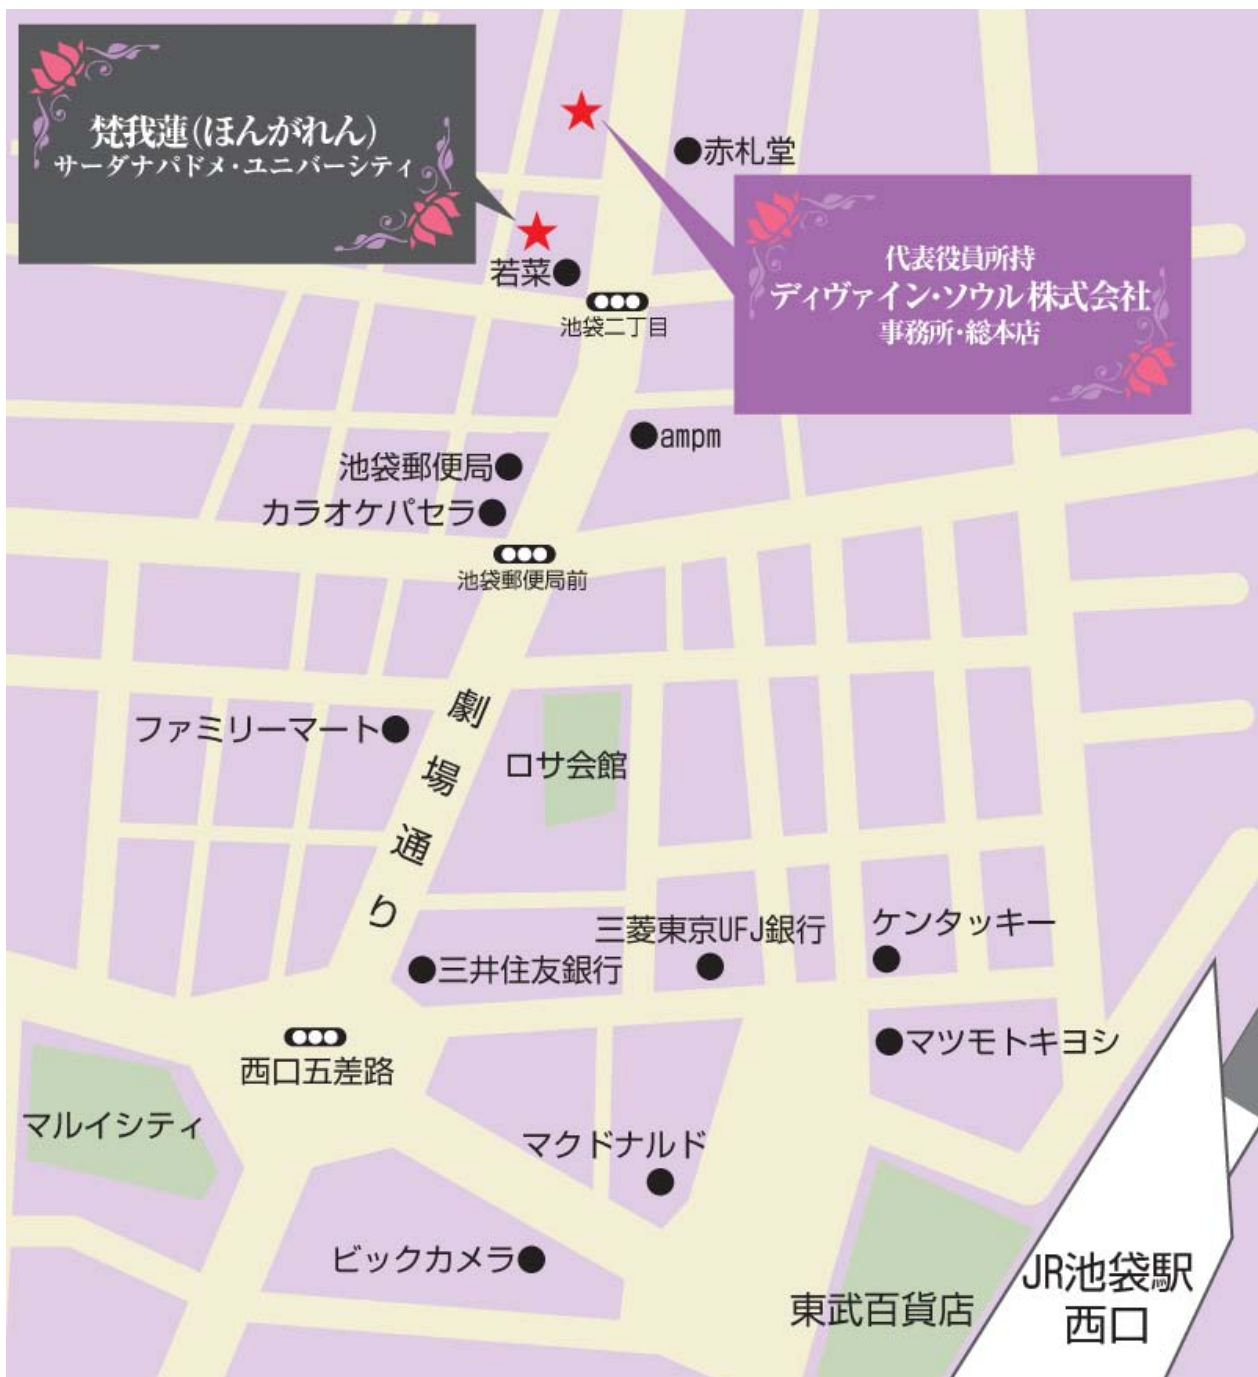 梵我蓮(ほんがれん)
サーダナパドメ・ユニバーシティ
赤札堂
代表役員所持
ディヴァイン・ソウル株式会社
事務所・総本店
若菜
池袋二丁目
ampm
池袋郵便局
カラオケパセラ
池袋郵便局前
劇場通り
ファミリーマート
ロサ会館
三菱東京UFJ銀行
ケンタッキー
三井住友銀行
マツモトキヨシ
西口五差路
マルイシティ
マクドナルド
ビックカメラ
東武百貨店
JR池袋駅
西口